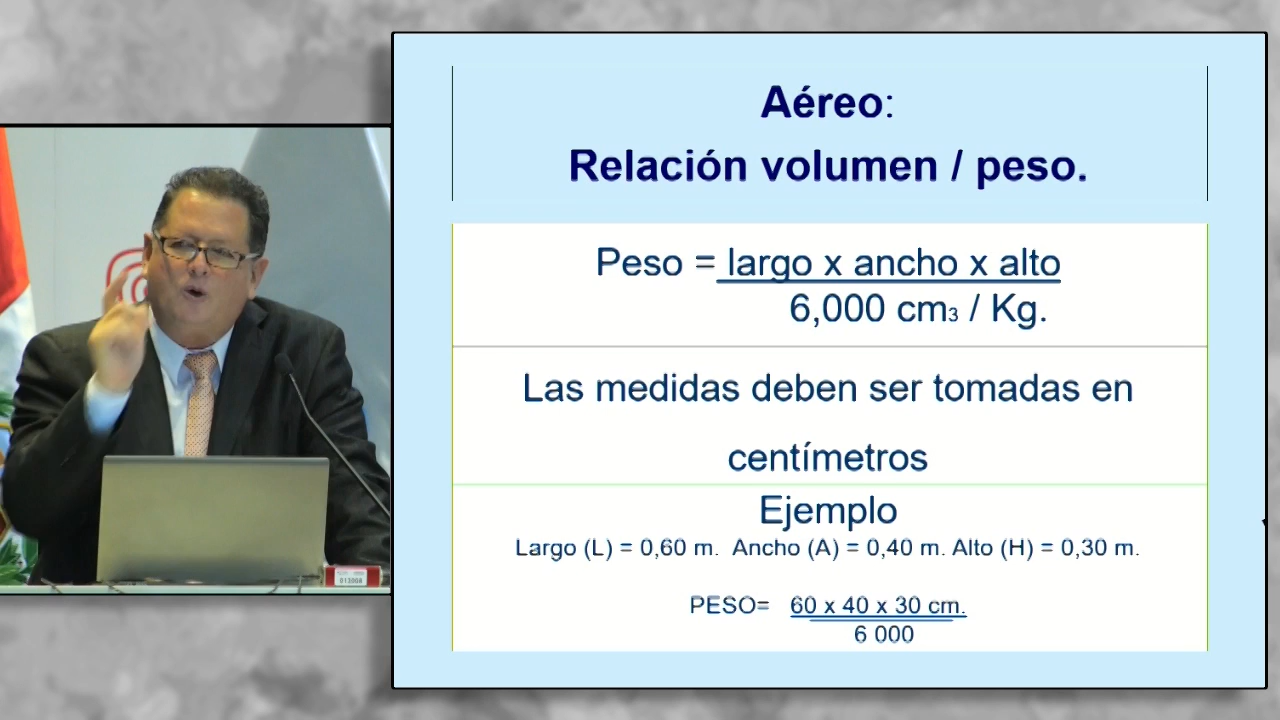 Aéreo:
Relación volumen / peso.
Peso = largo x ancho x alto
6,000 cm3 / Kg.
Las medidas deben ser tomadas en
centímetros
Ejemplo
Largo (L) = 0,60 m. Ancho (A) = 0,40 m. Alto (H) = 0,30 m.
PESO= 60 x 40 x 30 cm.
6 000
013908